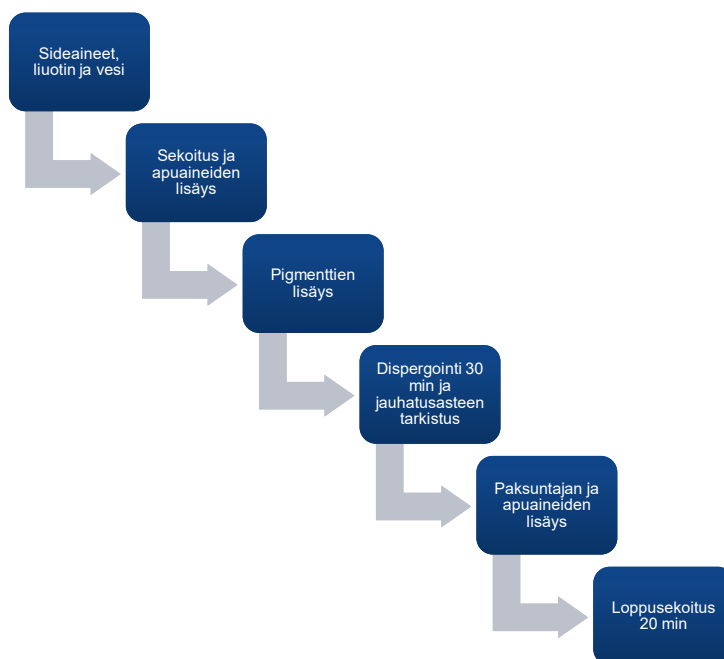 Sideaineet,
liuotin ja vesi
Sekoitus ja
apuaineiden
lisäys
Pigmenttien
lisäys
Dispergointi 30
min ja
jauhatusasteen
tarkistus
Paksuntajan ja
apuaineiden
lisäys
Loppusekoitus
20 min